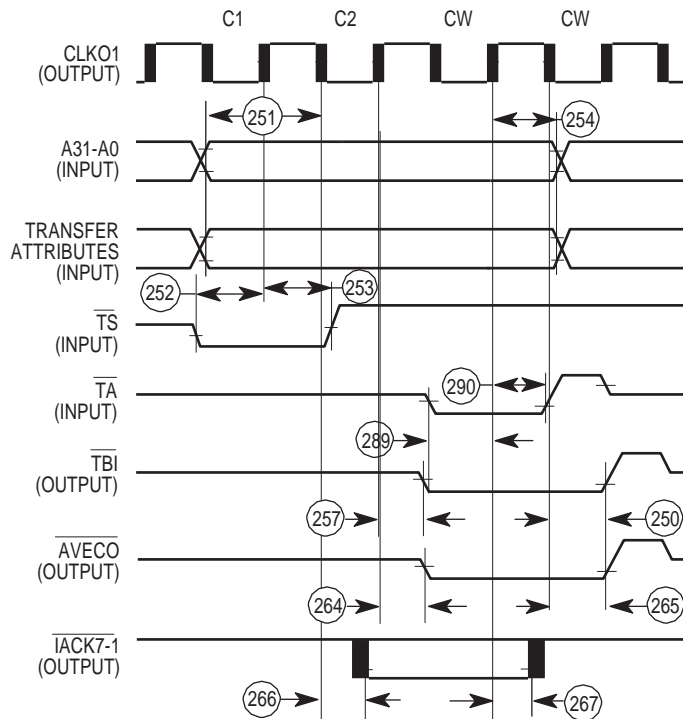 C1 C2 CW CW
CLKO1
(OUTPUT)
251
254
A31-A0
(INPUT)
TRANSFER
ATTRIBUTES
(INPUT)
252
253
TS
(INPUT)
290
TA
(INPUT)
289
TBI
(OUTPUT)
257
250
AVECO
(OUTPUT)
264
265
IACK7-1
(OUTPUT)
266
267